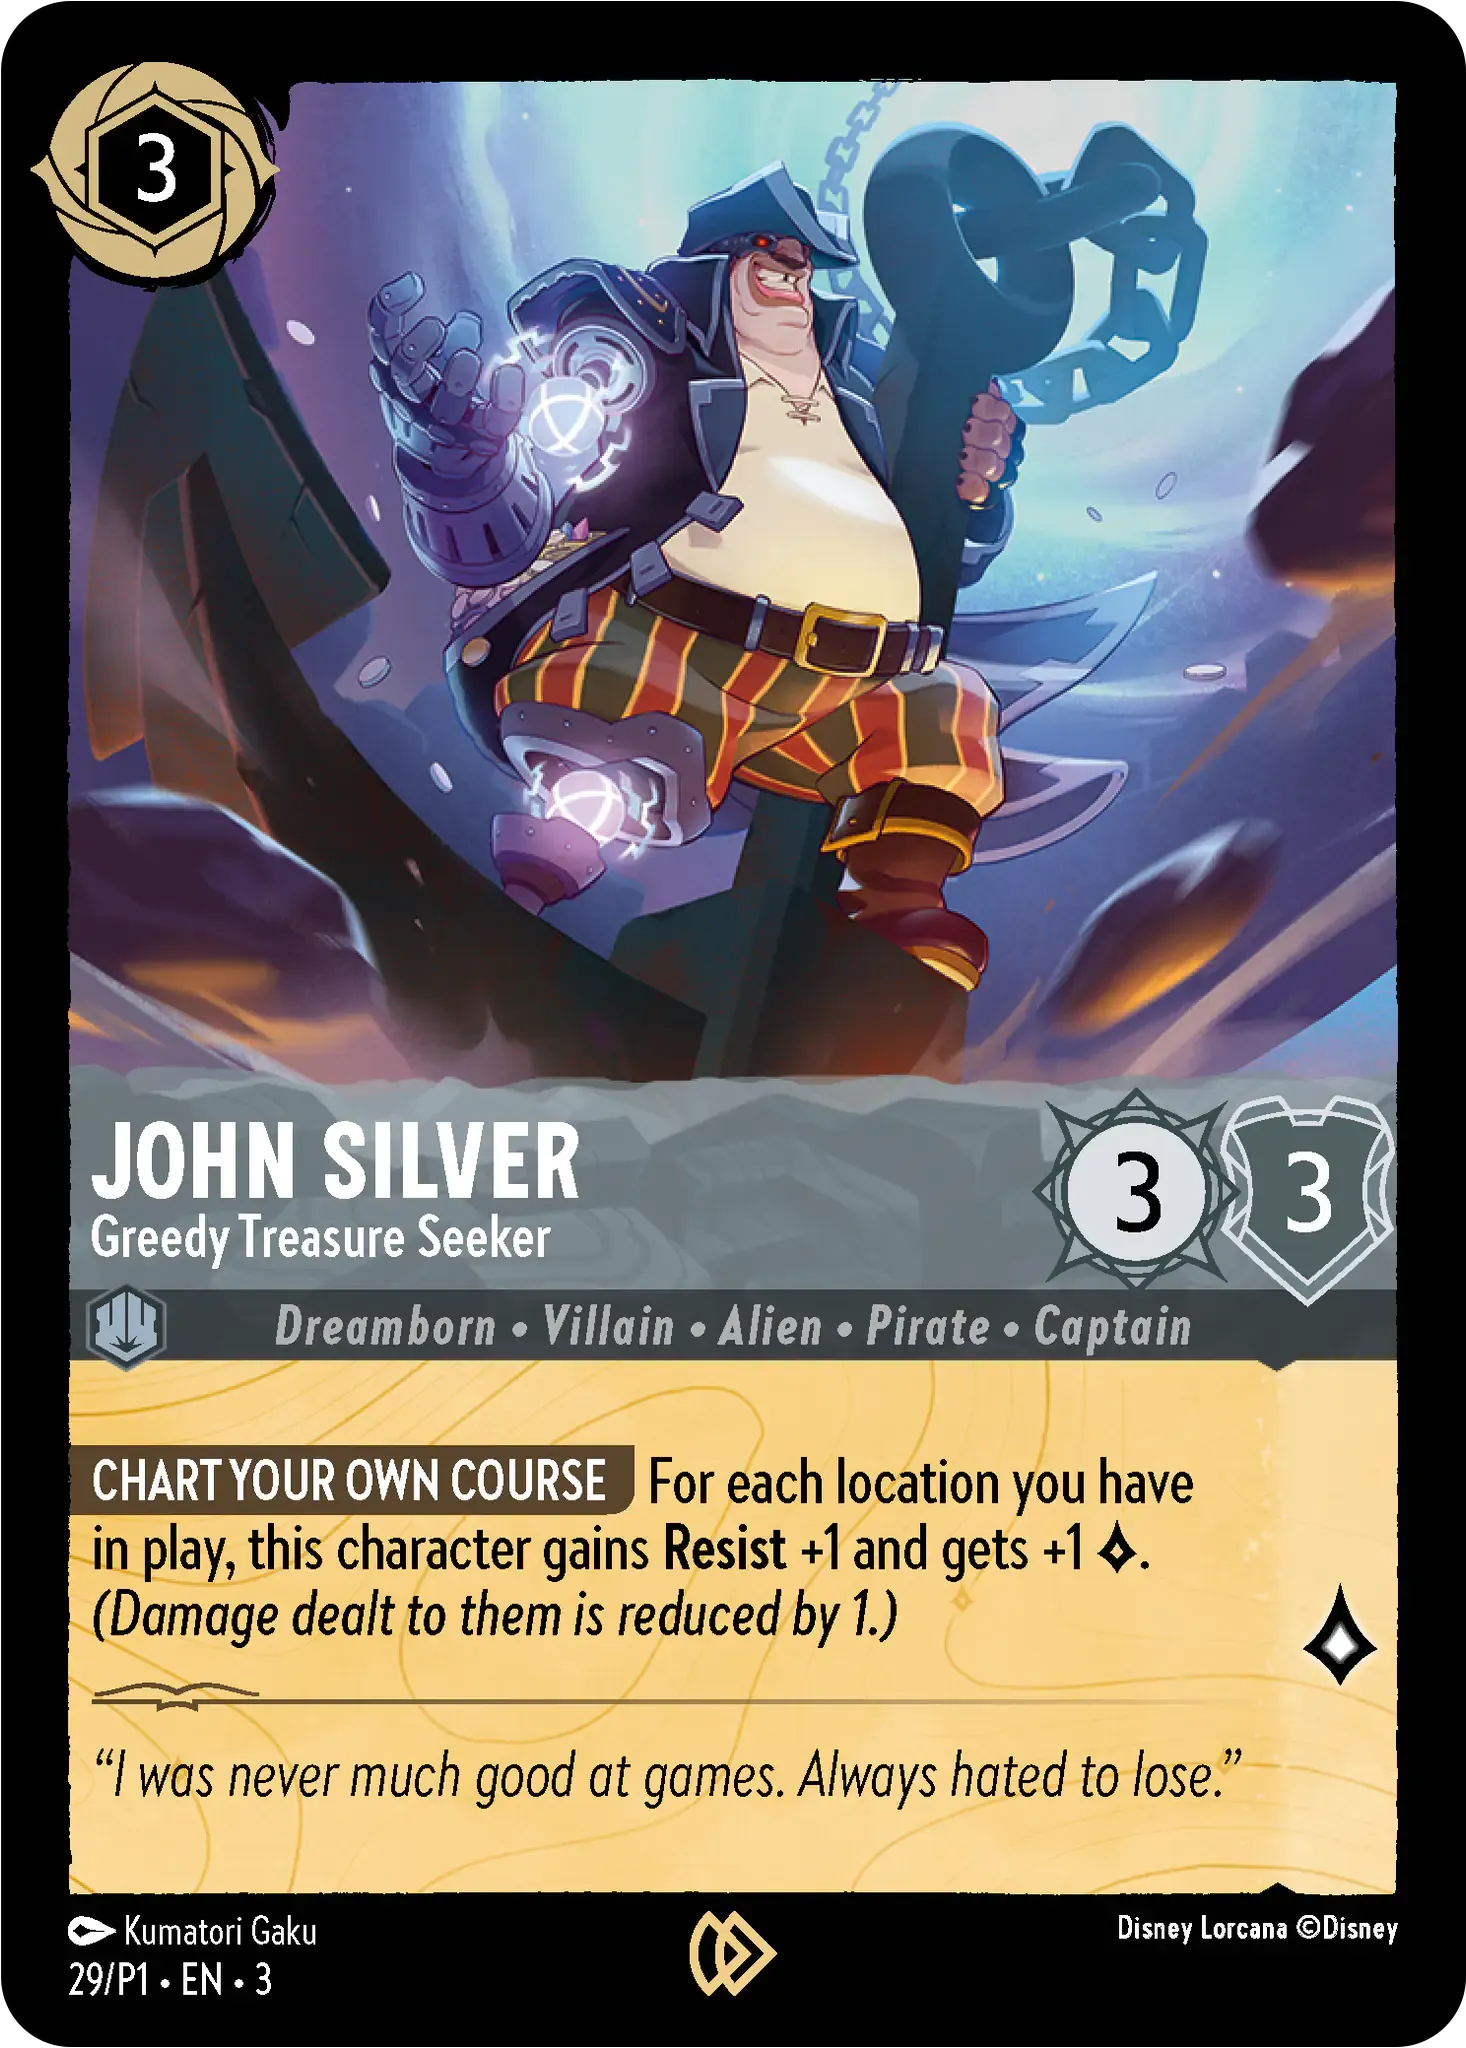 3
JOHN SILVER
Greedy Treasure Seeker
3
3
Dreamborn • Villain • Alien • Pirate • Captain
CHART YOUR OWN COURSE For each location you have
in play, this character gains Resist +1 and gets +1 .
(Damage dealt to them is reduced by 1.)
“I was never much good at games. Always hated to lose.”
Kumatori Gaku
Disney Lorcana ©Disney
29/P1 • EN • 3